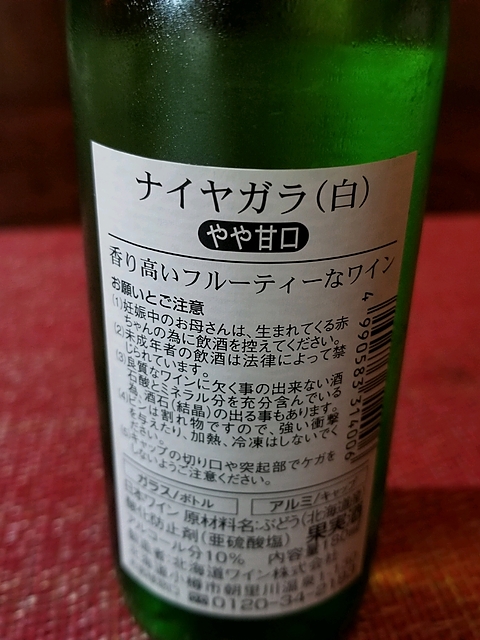 ナイヤガラ(白)
やや甘口
香り高いフルーティーなワイン
お願いとご注意
(1)妊娠中のお母さんは、生まれてくる赤
ちゃんの為に飲酒を控えてください。
(2)未成年者の飲酒は法律によって禁
じられています。
(3)良質なワインに欠く事の出来ない酒
石酸とミネラル分を充分含んでいる
為、酒石(結晶)の出る事もあります。
(4)ビンは割れ物ですので、強い衝撃
を与えたり、加熱、冷凍はしないでく
ださい。
(5)キャップの切り口や突起部でケガを
しないようご注意ください。
4 990583 314006
ガラス/ボトル
アルミ/キャップ
日本ワイン 原材料名:ぶどう(北海道産
酸化防止剤(亜硫酸塩)
果実酒
アルコール分10% 内容量
製造者 北海道ワイン株式会社
北海道小樽市朝里川温泉1
0120-34-21